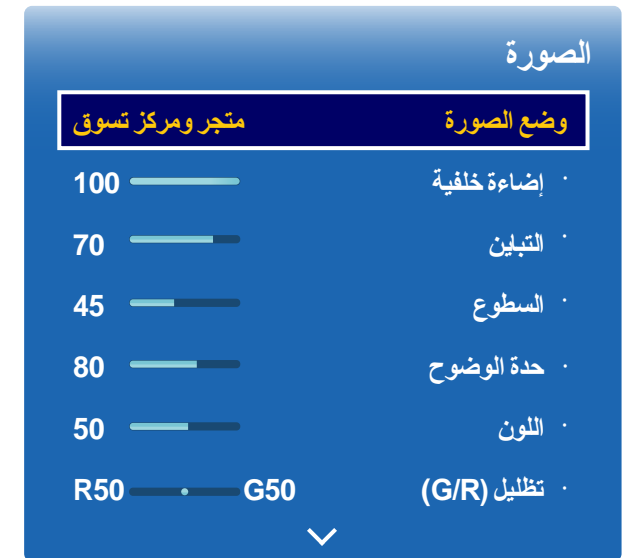 الصورة
وضع الصورة متجر ومركز تسوق
· إضاءة خلفية 100
· التباين 70
· السطوع 45
· حدة الوضوح 80
· اللون 50
· تظليل (G/R) G50 R50